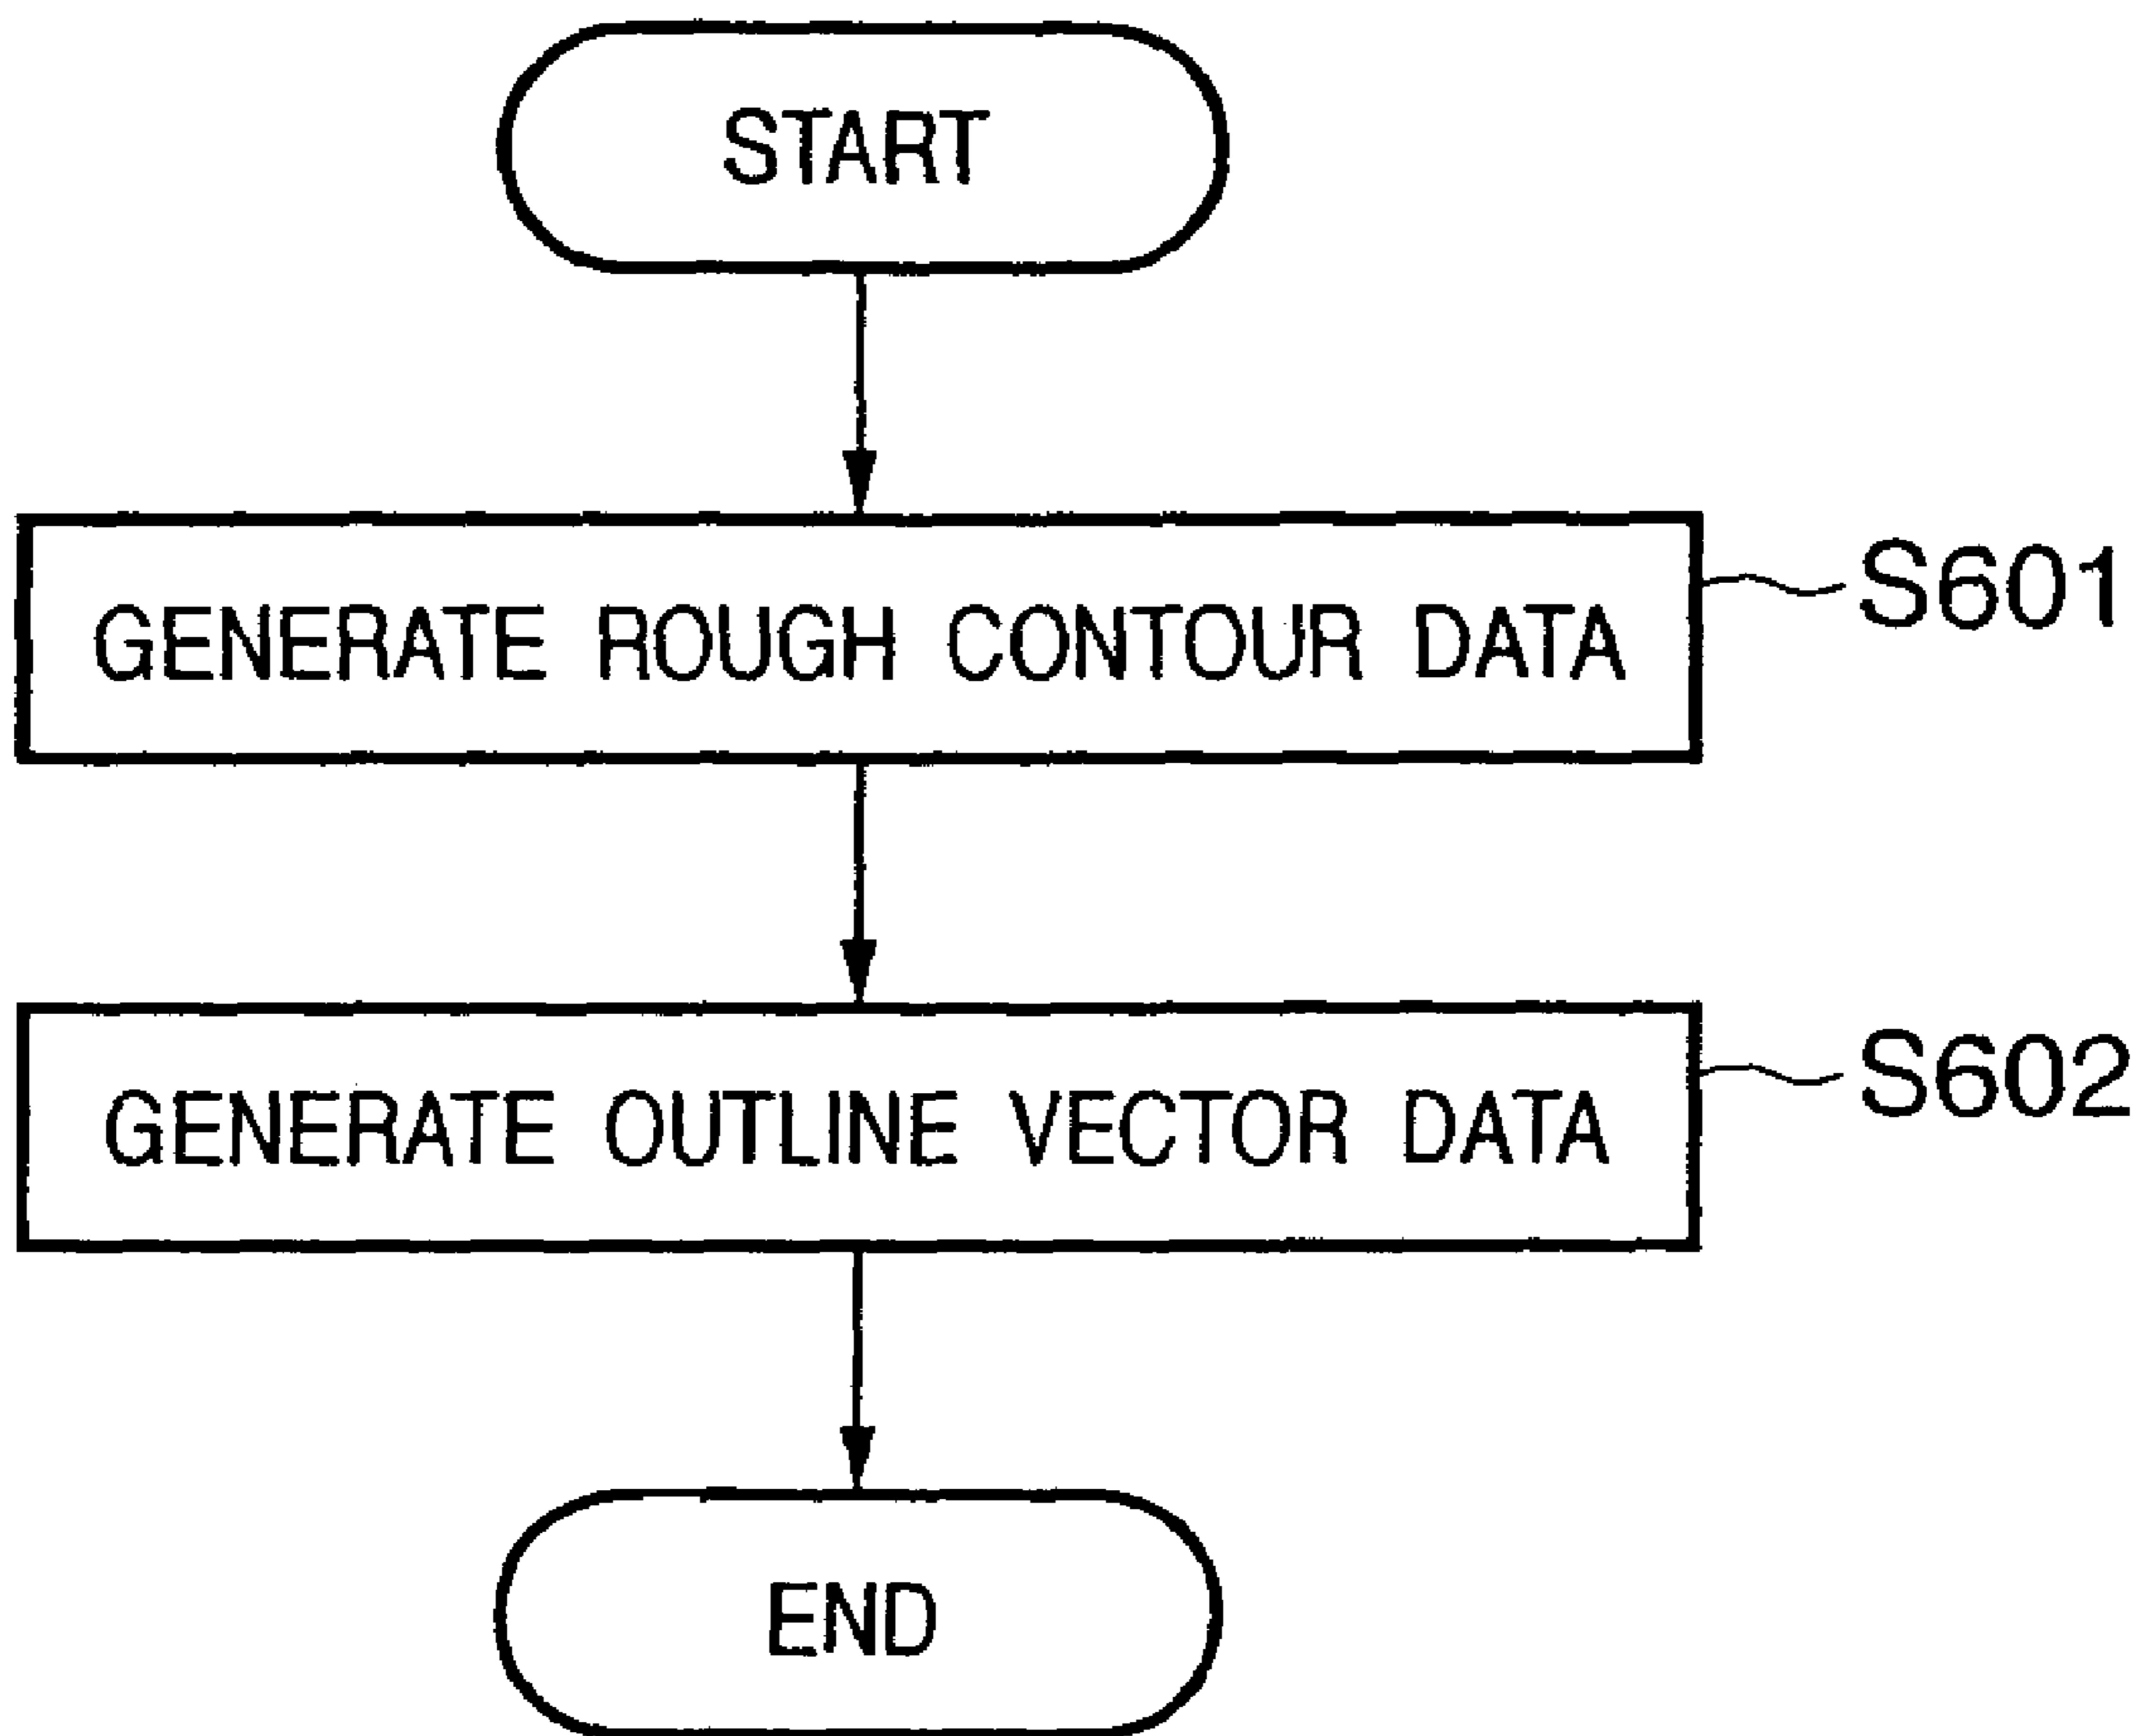 START
GENERATE ROUGH CONTOUR DATA
S601
GENERATE OUTLINE VECTOR DATA
S602
END